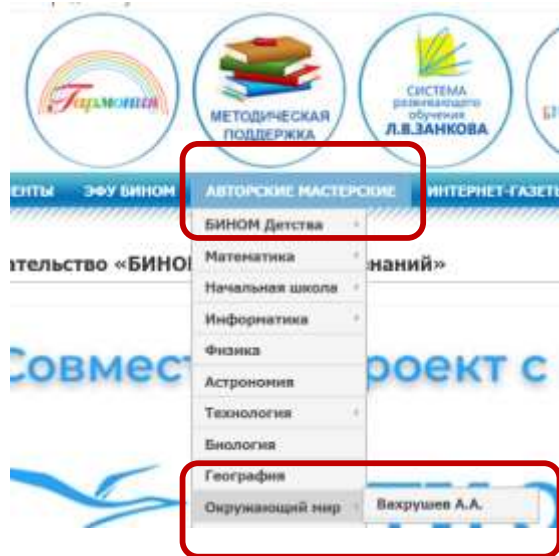 Гармония
МЕТОДИЧЕСКАЯ
ПОДДЕРЖКА
СИСТЕМА
развивающего
обучения
Л.В.ЗАНКОВА
ЕНТЫ ЭФУ БИНОМ АВТОРСКИЕ МАСТЕРСКИЕ ИНТЕРНЕТ-ГАЗЕТ
БИНОМ Детства
ательство «БИНО
Математика
знаний»
Начальная школа
Информатика
Физика
Совмест
роект с
Астрономия
Технология
Биология
География
Окружающий мир
Вахрушев А.А.